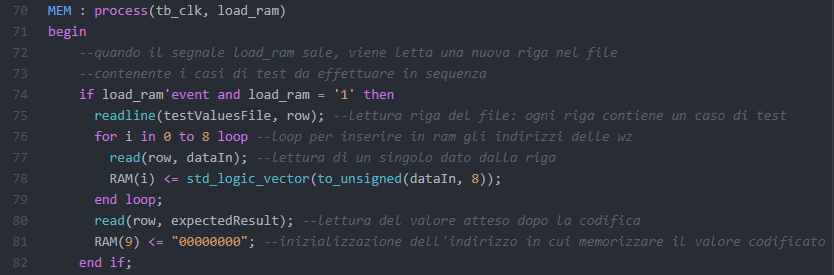 70 MEM : process(tb_clk, load_ram)
71 begin
72 --quando il segnale load_ram sale, viene letta una nuova riga nel file
73 --contenente i casi di test da effettuare in sequenza
74 if load_ram'event and load_ram = '1' then
75 readline(testValuesFile, row); --lettura riga del file: ogni riga contiene un caso di test
76 for i in 0 to 8 loop --loop per inserire in ram gli indirizzi delle wz
77 read(row, dataIn); --lettura di un singolo dato dalla riga
78 RAM(i) <= std_logic_vector(to_unsigned(dataIn, 8));
79 end loop;
80 read(row, expectedResult); --lettura del valore atteso dopo la codifica
81 RAM(9) <= "00000000"; --inizializzazione dell'indirizzo in cui memorizzare il valore codificato
82 end if;